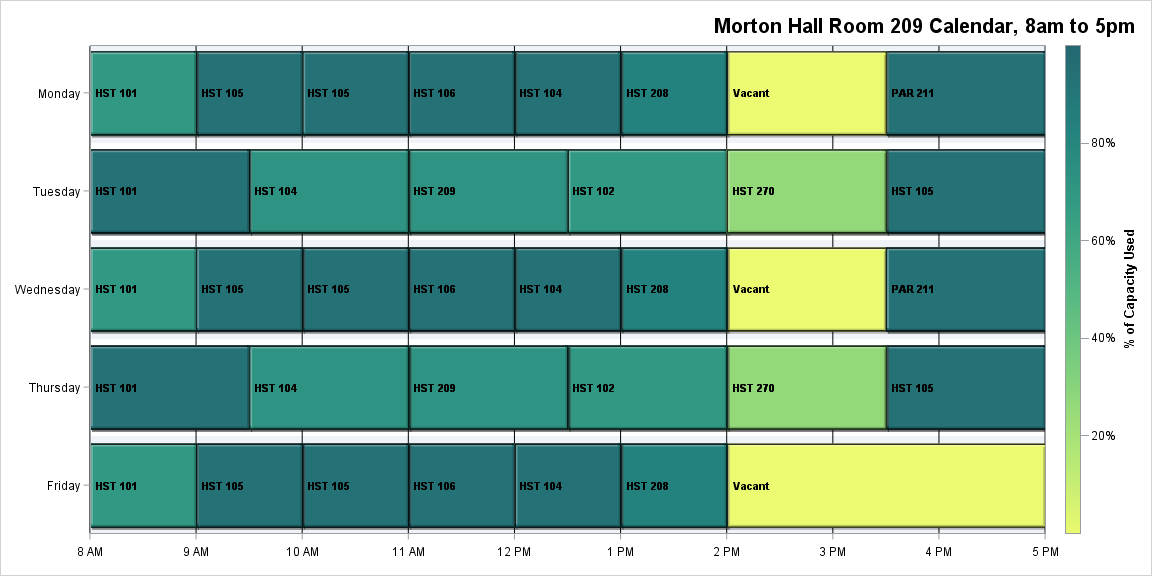 Morton Hall Room 209 Calendar, 8am to 5pm
Monday HST 101 HST 105 HST 105 HST 106 HST 104 HST 208 Vacant PAR 211
80%
Tuesday HST 101 HST 104 HST 209 HST 102 HST 270 HST 105
60%
Wednesday HST 101 HST 105 HST 105 HST 106 HST 104 HST 208 Vacant PAR 211
% of Capacity Used
40%
Thursday HST 101 HST 104 HST 209 HST 102 HST 270 HST 105
20%
Friday HST 101 HST 105 HST 105 HST 106 HST 104 HST 208 Vacant
8 AM 9 AM 10 AM 11 AM 12 PM 1 PM 2 PM 3 PM 4 PM 5 PM